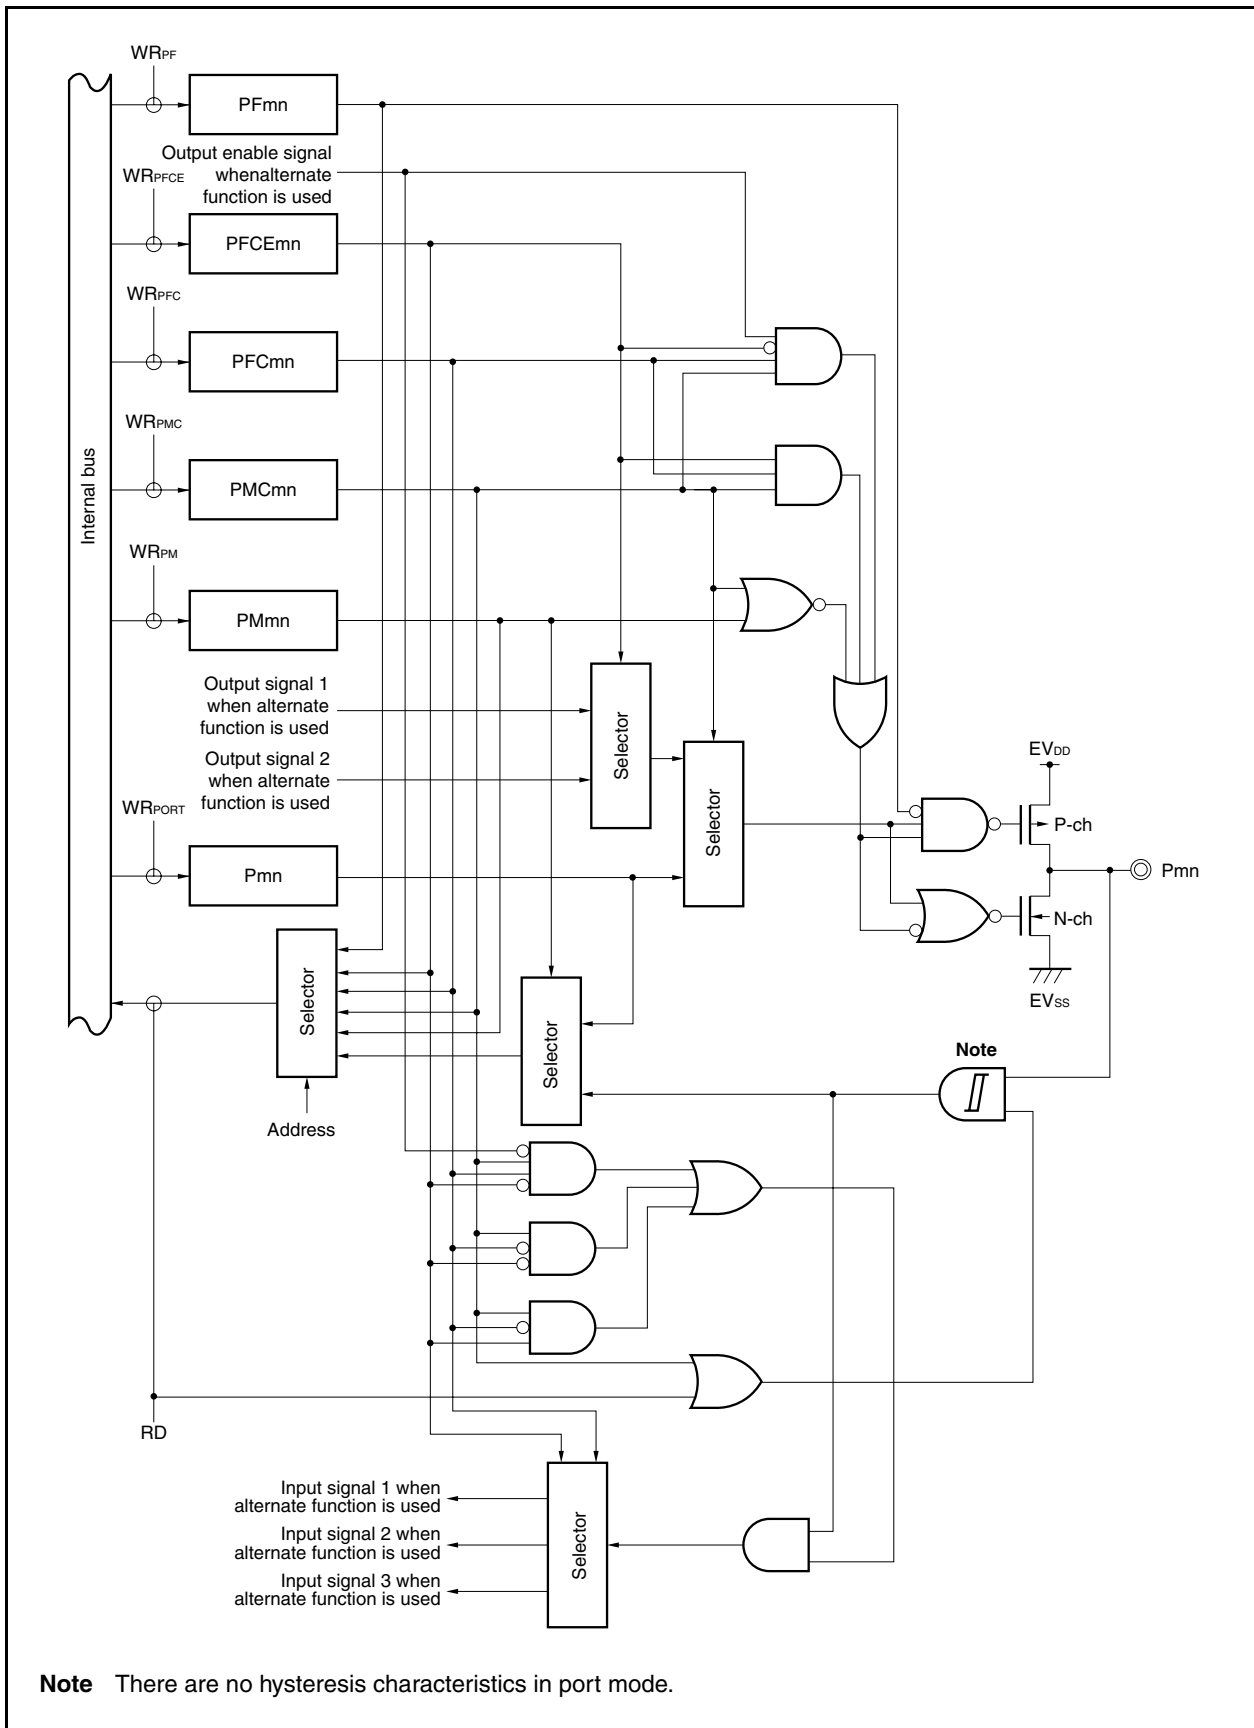 WRPF
PFmn
Output enable signal
whenalternate
function is used
WRPFCE
PFCEmn
WRPFC
PFCmn
WRPMC
PMCmn
Internal bus
WRPM
PMmn
Output signal 1
when alternate
function is used
Selector
Output signal 2
when alternate
function is used
Selector
EVDD
P-ch
WRPORT
Pmn
Pmn
N-ch
EVSS
Selector
Selector
Note
Address
RD
Input signal 1 when
alternate function is used
Input signal 2 when
alternate function is used
Input signal 3 when
alternate function is used
Selector
Note There are no hysteresis characteristics in port mode.